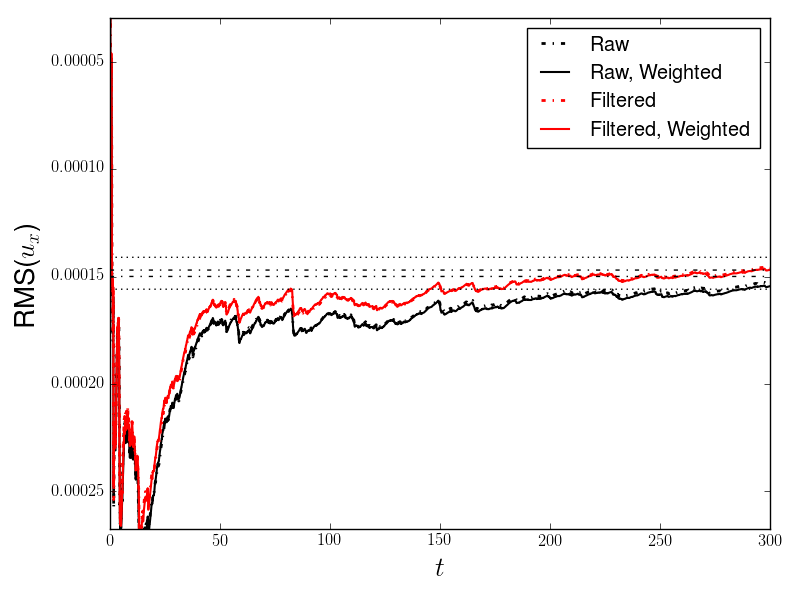 Raw
Raw, Weighted
Filtered
Filtered, Weighted
0.00005
0.00010
0.00015
0.00020
0.00025
RMS(u_x)
0 50 100 150 200 250 300
t